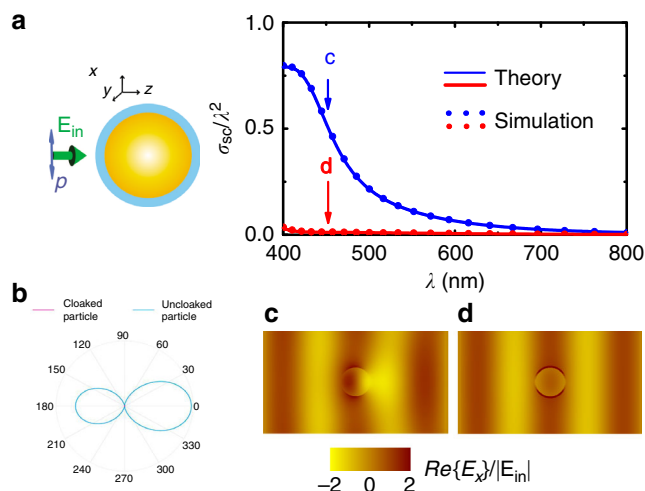 a
x
y
z
E_in
p
σ_sc/λ²
1.0
0.5
0.0
c
d
Theory
Simulation
400 500 600 700 800
λ (nm)
b
Cloaked particle
Uncloaked particle
90
120 60
150 30
180 0
210 330
240 300
270
c
d
−2 0 2
Re{E_x}/|E_in|